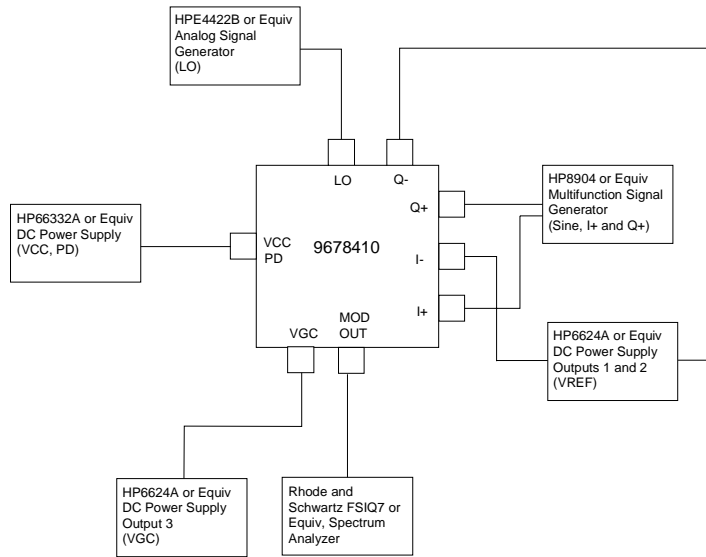 HPE4422B or Equiv
Analog Signal
Generator
(LO)
LO
Q-
Q+
HP8904 or Equiv
Multifunction Signal
Generator
(Sine, I+ and Q+)
HP66332A or Equiv
DC Power Supply
(VCC, PD)
VCC
PD
9678410
I-
I+
MOD
OUT
VGC
HP6624A or Equiv
DC Power Supply
Outputs 1 and 2
(VREF)
HP6624A or Equiv
DC Power Supply
Output 3
(VGC)
Rhode and
Schwartz FSIQ7 or
Equiv, Spectrum
Analyzer